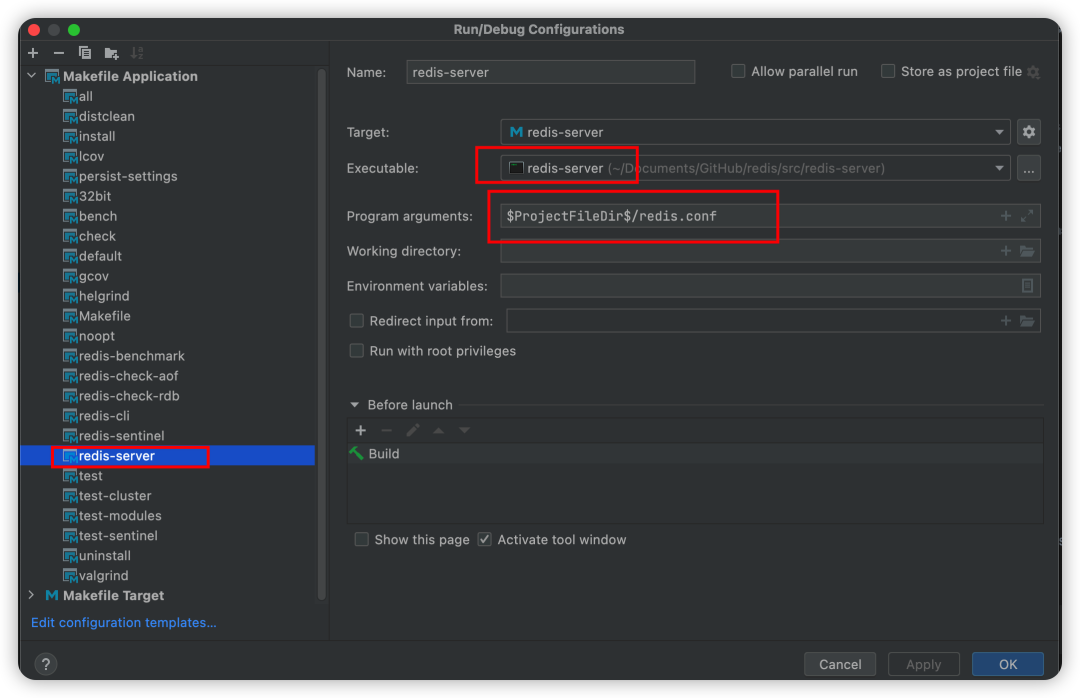 Run/Debug Configurations
Makefile Application
all
distclean
install
lcov
persist-settings
32bit
bench
check
default
gcov
helgrind
Makefile
noopt
redis-benchmark
redis-check-aof
redis-check-rdb
redis-cli
redis-sentinel
redis-server
test
test-cluster
test-modules
test-sentinel
uninstall
valgrind
Makefile Target
Edit configuration templates...
Name: redis-server Allow parallel run Store as project file
Target: redis-server
Executable: redis-server (~/Documents/GitHub/redis/src/redis-server) ...
Program arguments: $ProjectFileDir$/redis.conf
Working directory:
Environment variables:
Redirect input from:
Run with root privileges
Before launch
Build
Show this page Activate tool window
? Cancel Apply OK